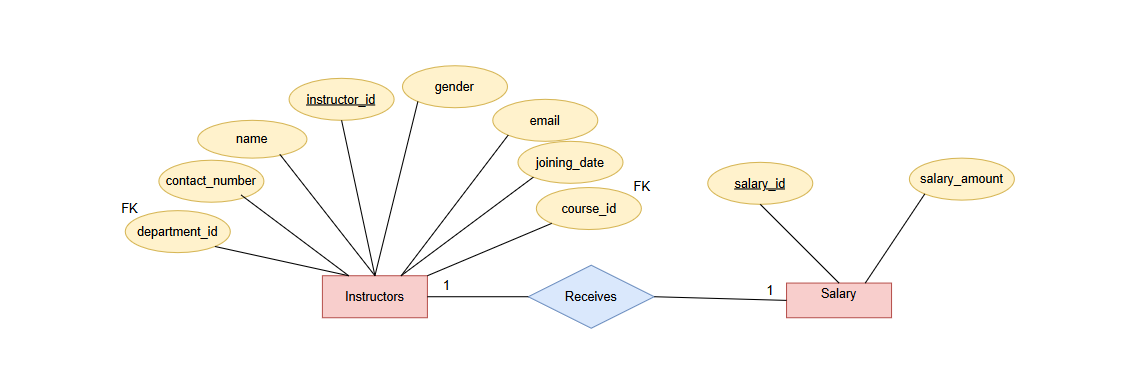 gender
instructor_id
email
name
joining_date
contact_number
salary_amount
salary_id
FK
course_id
FK
department_id
1
1
Instructors
Receives
Salary